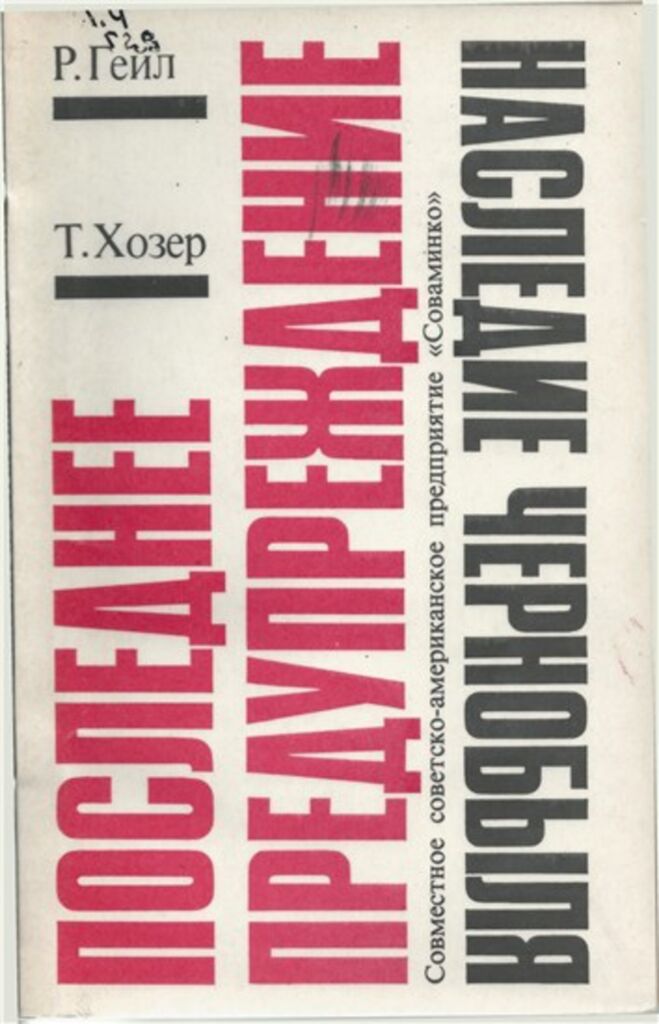 Р. Гейл
Т. Хозер
ПОСЛЕДНЕЕ
ПРЕДУПРЕЖДЕНИЕ
Совместное советско-американское предприятие «Соваминко»
НАСЛЕДИЕ ЧЕРНОБЫЛЯ